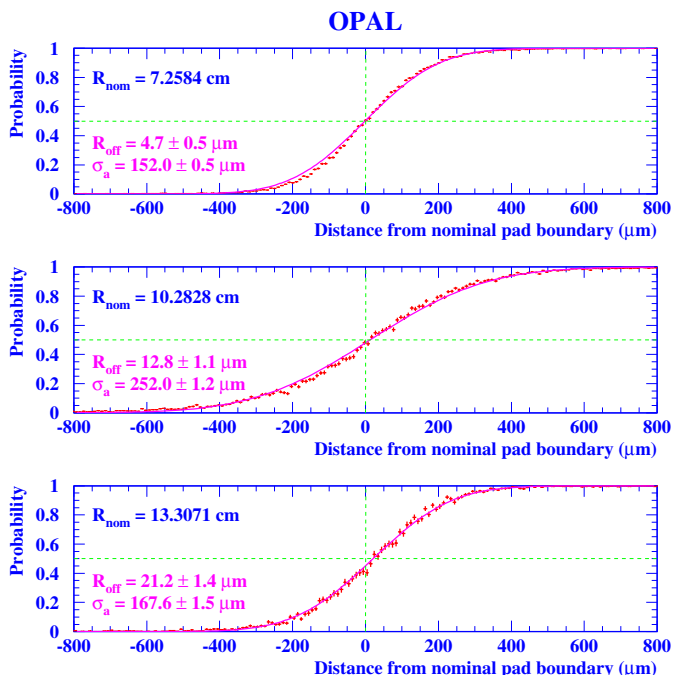 OPAL
Probability
1
0.8
0.6
0.4
0.2
0
R_nom = 7.2584 cm
R_off = 4.7 ± 0.5 μm
σ_a = 152.0 ± 0.5 μm
-800 -600 -400 -200 0 200 400 600 800
Distance from nominal pad boundary (μm)
Probability
1
0.8
0.6
0.4
0.2
0
R_nom = 10.2828 cm
R_off = 12.8 ± 1.1 μm
σ_a = 252.0 ± 1.2 μm
-800 -600 -400 -200 0 200 400 600 800
Distance from nominal pad boundary (μm)
Probability
1
0.8
0.6
0.4
0.2
0
R_nom = 13.3071 cm
R_off = 21.2 ± 1.4 μm
σ_a = 167.6 ± 1.5 μm
-800 -600 -400 -200 0 200 400 600 800
Distance from nominal pad boundary (μm)